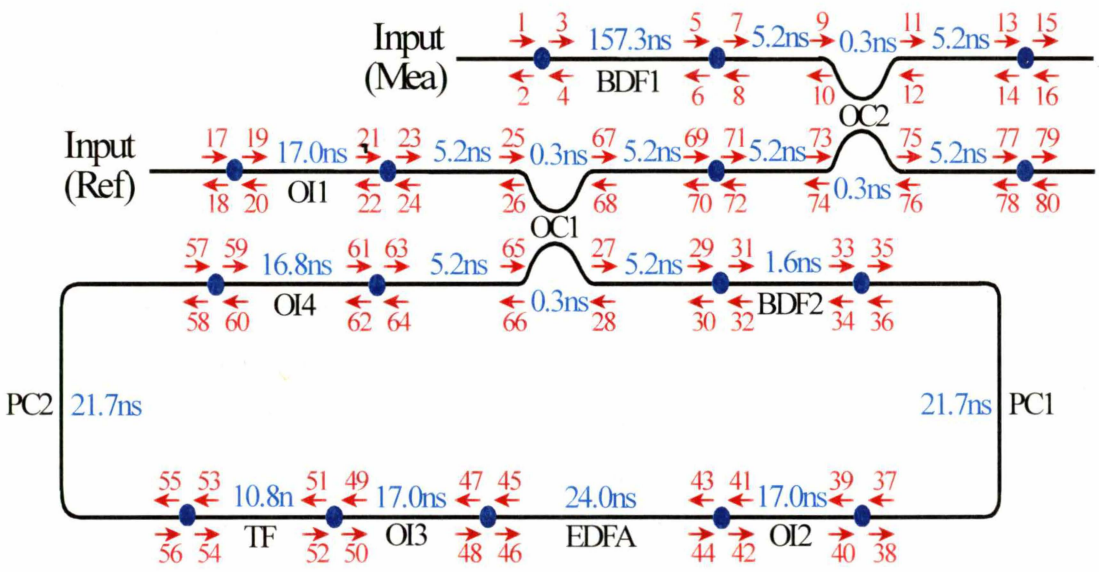 1 3 5 7 9 11 13 15
Input 157.3ns 5.2ns 0.3ns 5.2ns
(Mea) 2 4 BDF1 6 8 10 12 14 16
OC2
17 19 21 23 25 67 69 71 73 75 77 79
Input 17.0ns 5.2ns 0.3ns 5.2ns 5.2ns 5.2ns
(Ref) 18 20 OI1 22 24 26 68 70 72 74 0.3ns 76 78 80
OC1
57 59 61 63 65 27 29 31 33 35
16.8ns 5.2ns 5.2ns 1.6ns
58 60 OI4 62 64 66 0.3ns 28 30 32 BDF2 34 36
PC2 21.7ns 21.7ns PC1
55 53 51 49 47 45 43 41 39 37
10.8n 17.0ns 24.0ns 17.0ns
56 54 TF 52 50 OI3 48 46 EDFA 44 42 OI2 40 38